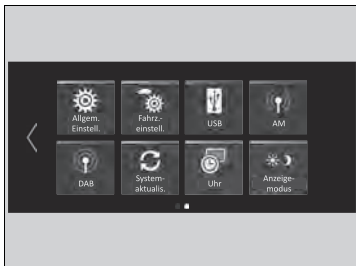 Allgem.
Einstell.
Fahrz.-
einstell.
USB
AM
DAB
System-
aktualis.
Uhr
Anzeige-
modus